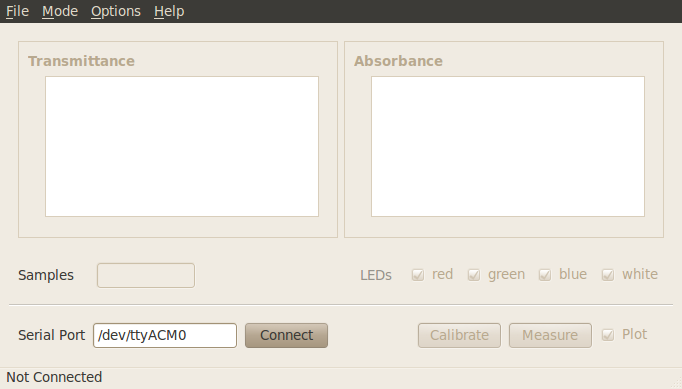 File Mode Options Help
Transmittance Absorbance
Samples LEDs red green blue white
Serial Port /dev/ttyACM0 Connect Calibrate Measure Plot
Not Connected